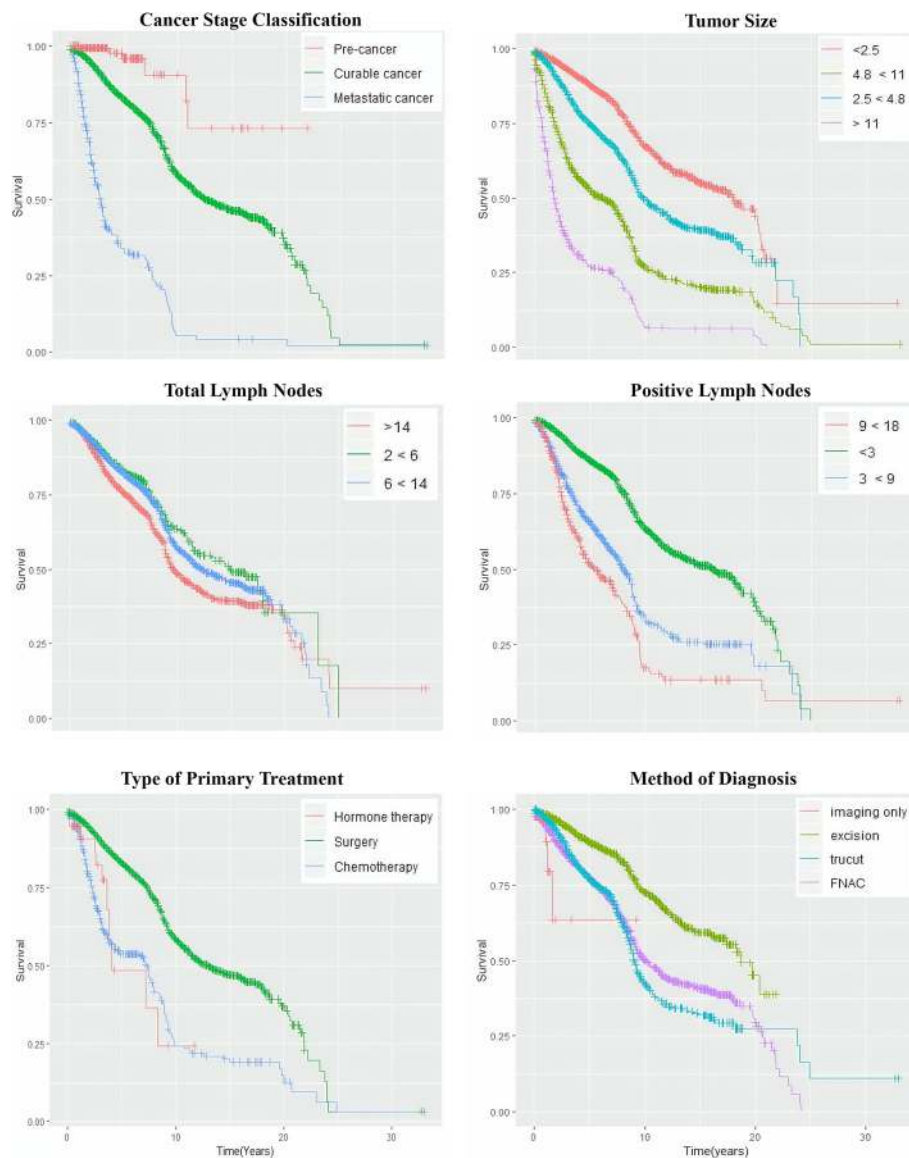 Cancer Stage Classification
Pre-cancer
Curable cancer
Metastatic cancer
1.00
0.75
0.50
0.25
0.00
Survival
Tumor Size
<2.5
4.8 < 11
2.5 < 4.8
> 11
1.00
0.75
0.50
0.25
0.00
Survival
Total Lymph Nodes
>14
2 < 6
6 < 14
1.00
0.75
0.50
0.25
0.00
Survival
Positive Lymph Nodes
9 < 18
<3
3 < 9
1.00
0.75
0.50
0.25
0.00
Survival
Type of Primary Treatment
Hormone therapy
Surgery
Chemotherapy
1.00
0.75
0.50
0.25
0.00
Survival
0 10 20 30
Time(Years)
Method of Diagnosis
imaging only
excision
trucut
FNAC
1.00
0.75
0.50
0.25
0.00
Survival
0 10 20 30
Time(Years)